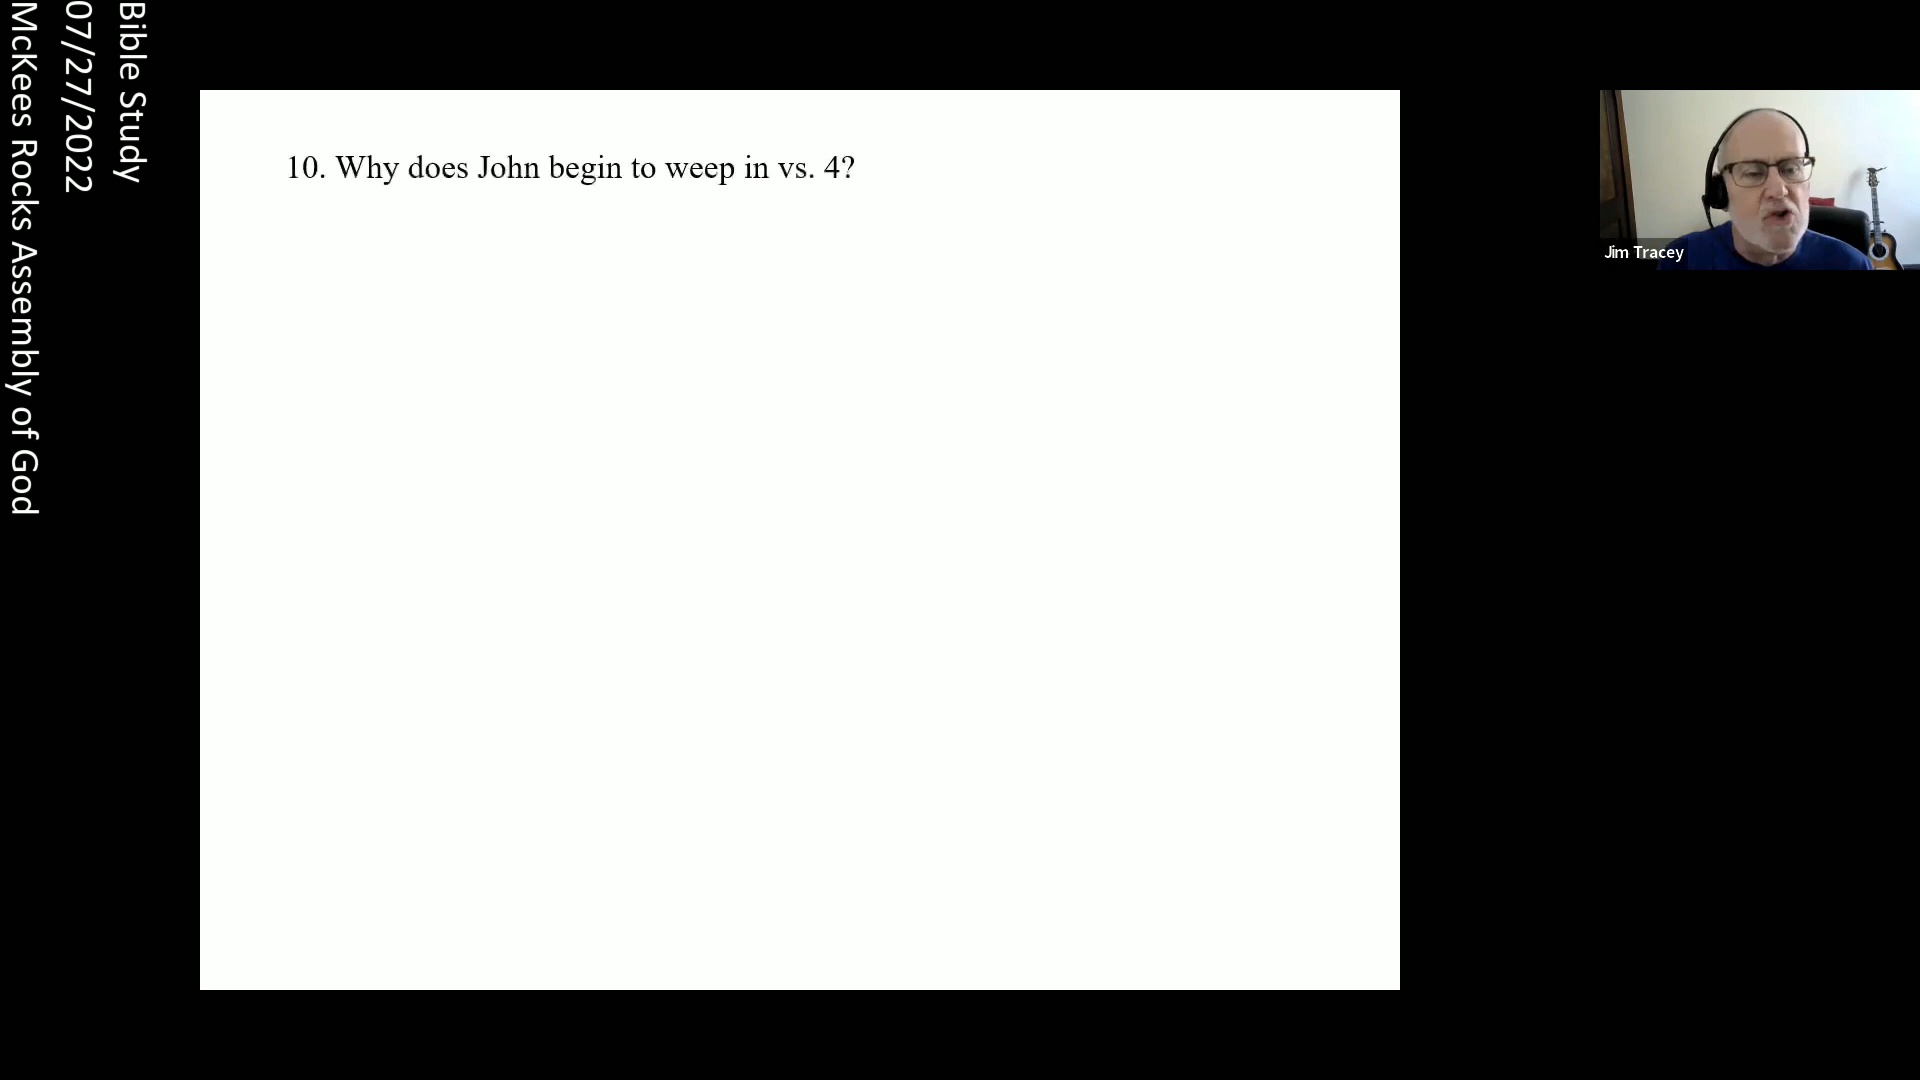 Bible Study
07/27/2022
McKees Rocks Assembly of God
10. Why does John begin to weep in vs. 4?
Jim Tracey